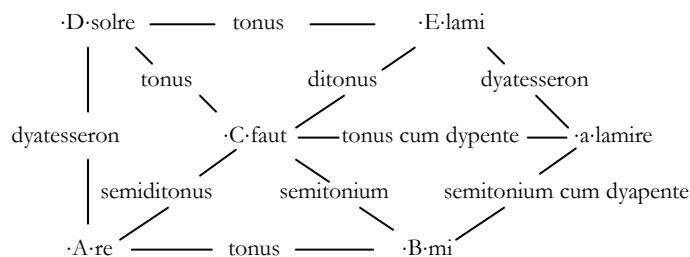 ·D·solre tonus ·E·lami
tonus ditonus dyatesseron
dyatesseron ·C·faut tonus cum dypente ·a·lamire
semiditonus semitonium semitonium cum dyapente
·A·re tonus ·B·mi